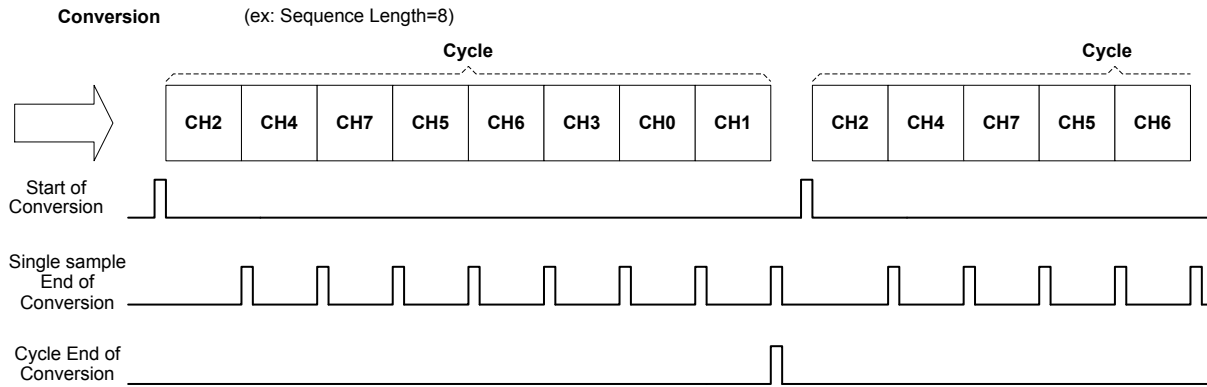 Conversion (ex: Sequence Length=8)
Cycle Cycle
CH2 CH4 CH7 CH5 CH6 CH3 CH0 CH1 CH2 CH4 CH7 CH5 CH6
Start of
Conversion
Single sample
End of
Conversion
Cycle End of
Conversion